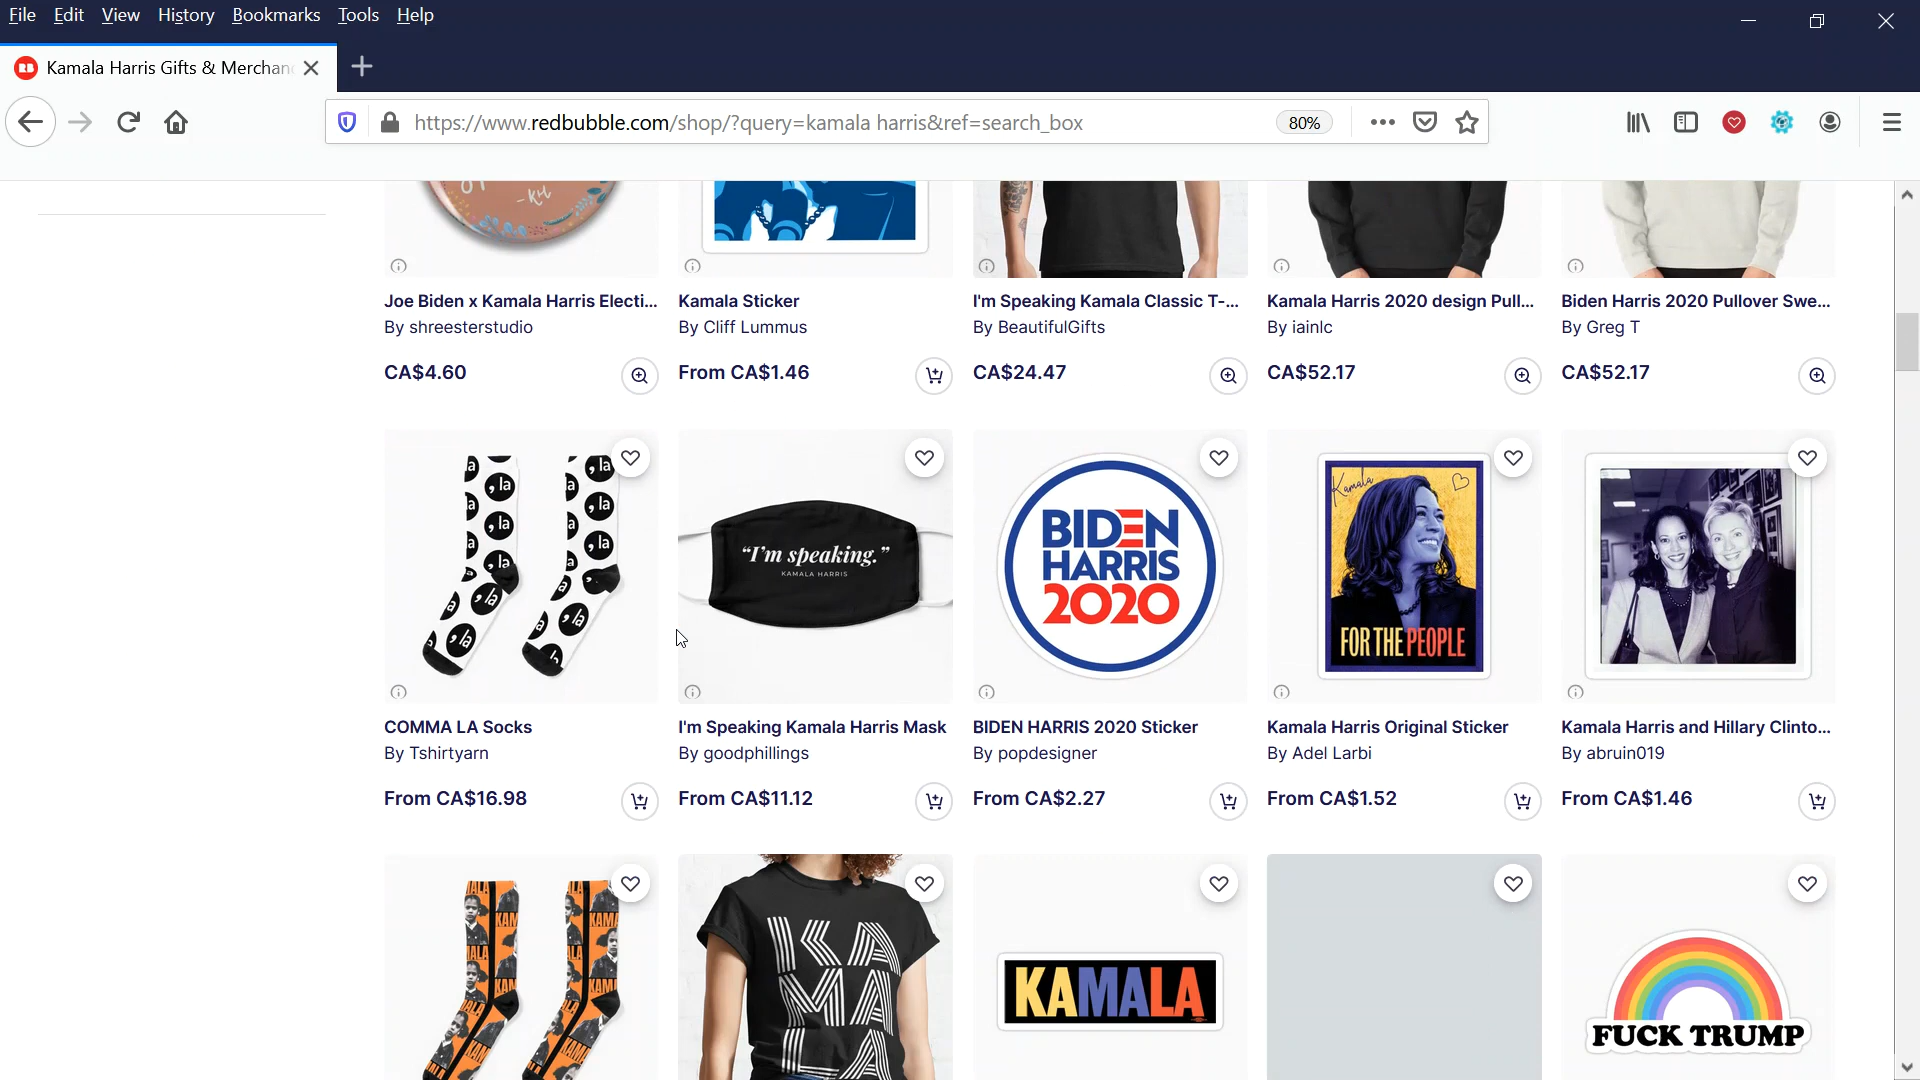 File Edit View History Bookmarks Tools Help
Kamala Harris Gifts & Merchan
https://www.redbubble.com/shop/?query=kamala harris&ref=search_box
80%
-KH
Joe Biden x Kamala Harris Electi...
By shreesterstudio
CA$4.60
Kamala Sticker
By Cliff Lummus
From CA$1.46
I'm Speaking Kamala Classic T-...
By BeautifulGifts
CA$24.47
Kamala Harris 2020 design Pull...
By iainlc
CA$52.17
Biden Harris 2020 Pullover Swe...
By Greg T
CA$52.17
, la
"I'm speaking."
KAMALA HARRIS
BIDEN
HARRIS
2020
Kamala
FOR THE PEOPLE
COMMA LA Socks
By Tshirtyarn
From CA$16.98
I'm Speaking Kamala Harris Mask
By goodphillings
From CA$11.12
BIDEN HARRIS 2020 Sticker
By popdesigner
From CA$2.27
Kamala Harris Original Sticker
By Adel Larbi
From CA$1.52
Kamala Harris and Hillary Clinto...
By abruin019
From CA$1.46
KA
MA
LA
KAMALA
FUCK TRUMP